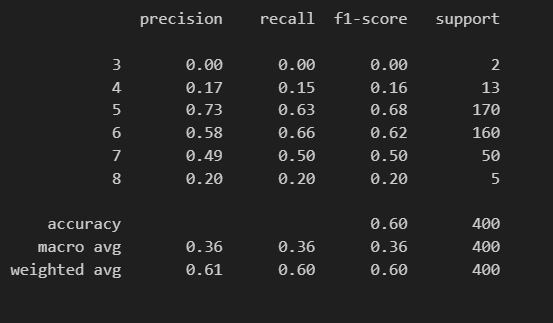 precision recall f1-score support
3 0.00 0.00 0.00 2
4 0.17 0.15 0.16 13
5 0.73 0.63 0.68 170
6 0.58 0.66 0.62 160
7 0.49 0.50 0.50 50
8 0.20 0.20 0.20 5
accuracy 0.60 400
macro avg 0.36 0.36 0.36 400
weighted avg 0.61 0.60 0.60 400